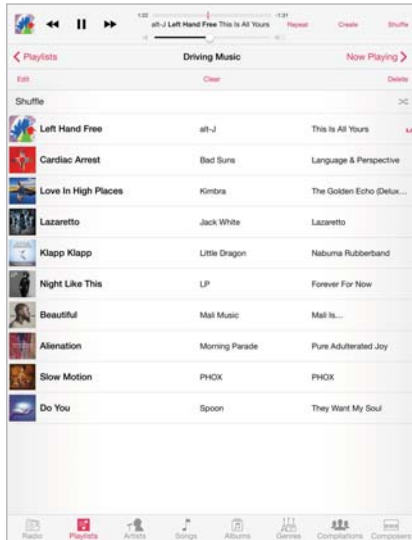 1:22 -1:31
alt-J Left Hand Free This Is All Yours Repeat Create Shuffle
Playlists Driving Music Now Playing
Edit Clear Delete
Shuffle
Left Hand Free alt-J This Is All Yours
Cardiac Arrest Bad Suns Language & Perspective
Love In High Places Kimbra The Golden Echo (Delux...
Lazaretto Jack White Lazaretto
Klapp Klapp Little Dragon Nabuma Rubberband
Night Like This LP Forever For Now
Beautiful Mali Music Mali Is...
Alienation Morning Parade Pure Adulterated Joy
Slow Motion PHOX PHOX
Do You Spoon They Want My Soul
Radio Playlists Artists Songs Albums Genres Compilations Composers